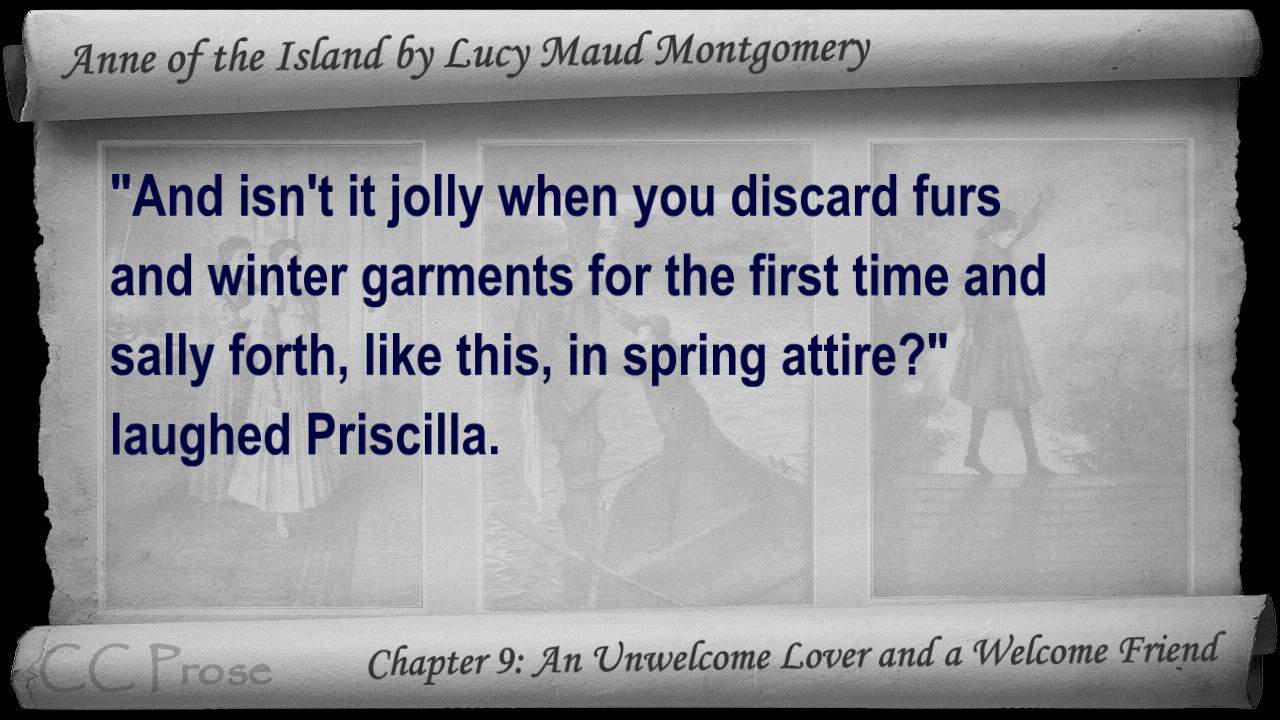 Anne of the Island by Lucy Maud Montgomery
"And isn't it jolly when you discard furs
and winter garments for the first time and
sally forth, like this, in spring attire?"
laughed Priscilla.
CC Prose
Chapter 9: An Unwelcome Lover and a Welcome Friend